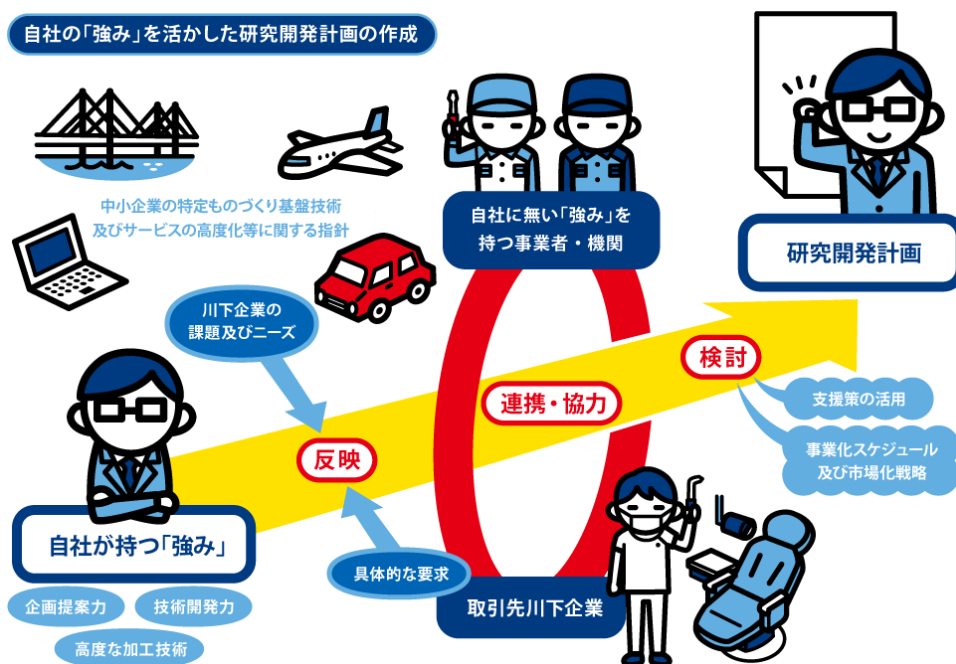 自社の「強み」を活かした研究開発計画の作成
中小企業の特定ものづくり基盤技術
及びサービスの高度化等に関する指針
自社に無い「強み」を
持つ事業者・機関
研究開発計画
川下企業の
課題及びニーズ
検討
連携・協力
支援策の活用
反映
事業化スケジュール
及び市場化戦略
自社が持つ「強み」
具体的な要求
取引先川下企業
企画提案力
技術開発力
高度な加工技術